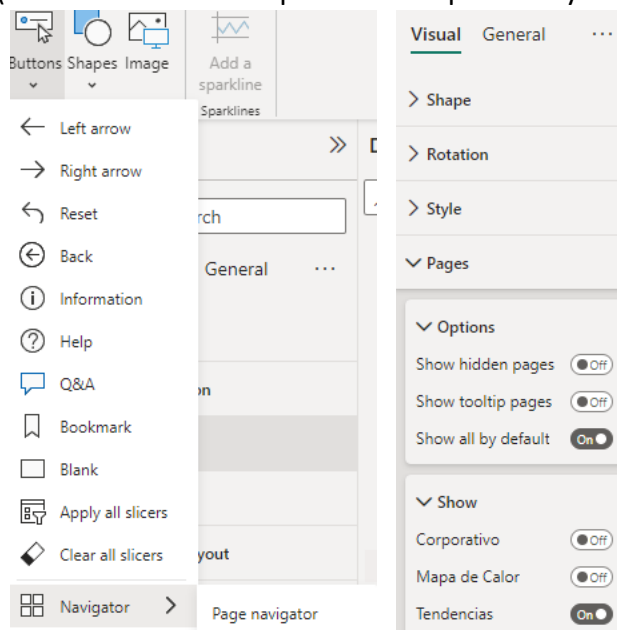 Buttons Shapes Image
Add a
sparkline
Sparklines
Left arrow
Right arrow
Reset
Back
General
Information
Help
Q&A
Bookmark
Blank
Apply all slicers
Clear all slicers
Navigator
Page navigator
Visual General
Shape
Rotation
Style
Pages
Options
Show hidden pages Off
Show tooltip pages Off
Show all by default On
Show
Corporativo Off
Mapa de Calor Off
Tendencias On